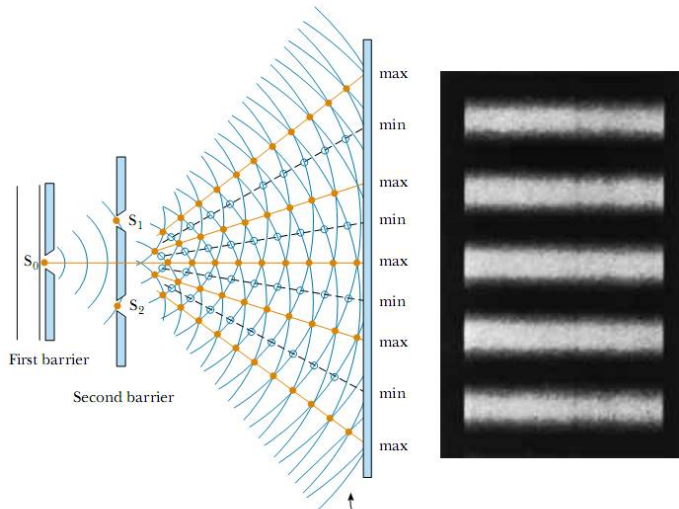 max
min
max
S₁
min
S₀
max
min
S₂
max
First barrier
min
Second barrier
max